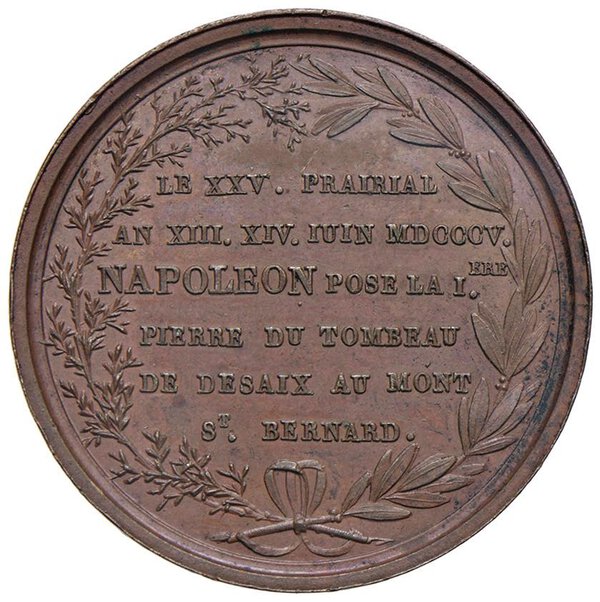 LE XXV. PRAIRIAL
AN XIII. XIV. IUIN MDCCCV.
NAPOLEON POSE LA I.ERE
PIERRE DU TOMBEAU
DE DESAIX AU MONT
ST. BERNARD.